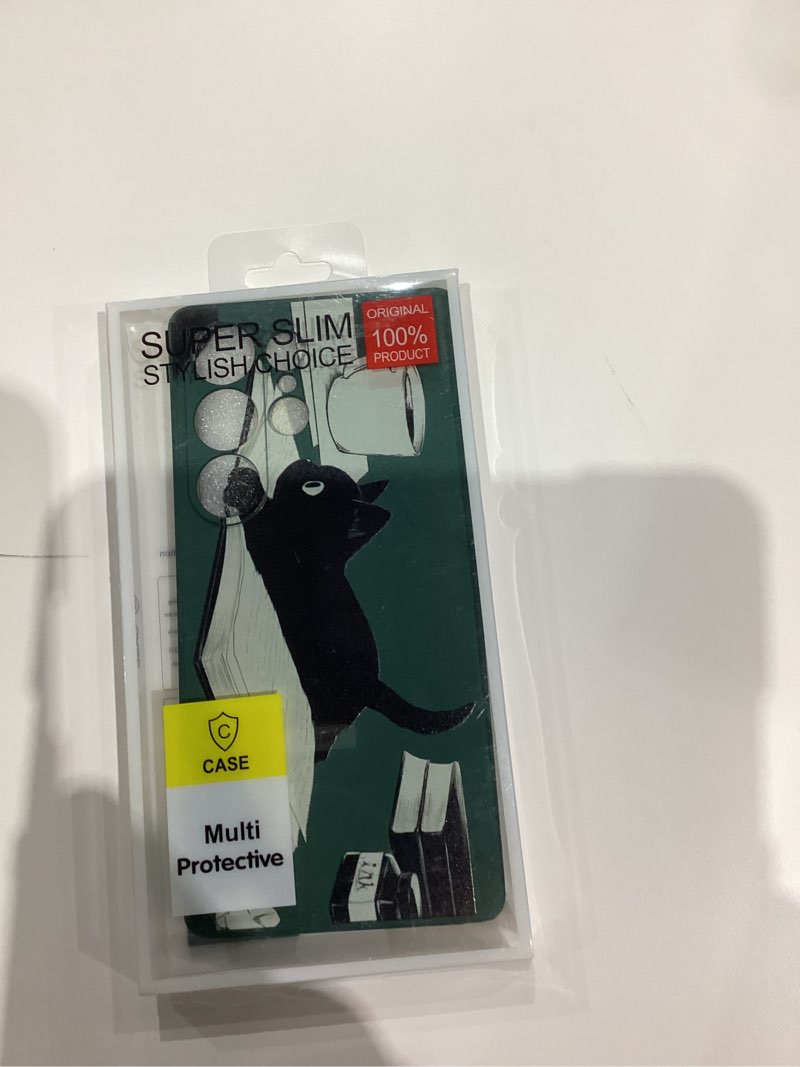 SUPER SLIM
STYLISH CHOICE
ORIGINAL
100%
PRODUCT
C
CASE
Multi
Protective
ink